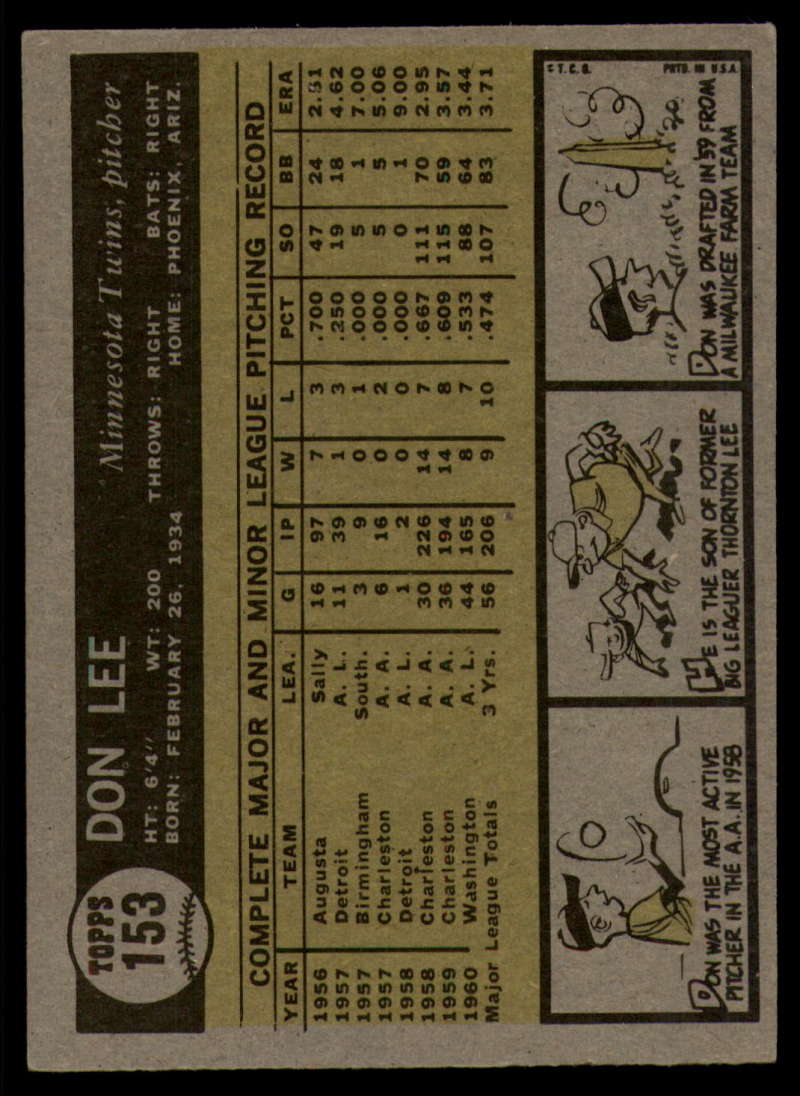 TOPPS
153
DON LEE
Minnesota Twins, pitcher
HT: 6'4" WT: 200 THROWS: RIGHT BATS: RIGHT
BORN: FEBRUARY 26, 1934 HOME: PHOENIX, ARIZ.
COMPLETE MAJOR AND MINOR LEAGUE PITCHING RECORD
YEAR TEAM LEA. G IP W L PCT SO BB ERA
1956 Augusta Sally 16 97 7 3 .700 47 24 2.51
1957 Detroit A. L. 11 39 1 3 .250 19 18 4.62
1957 Birmingham South. 3 9 0 1 .000 5 1 7.00
1957 Charleston A. A. 6 16 0 2 .000 5 5 5.06
1958 Detroit A. L. 1 2 0 0 .000 0 1 9.00
1958 Charleston A. A. 30 226 14 7 .667 111 70 2.95
1959 Charleston A. A. 36 194 14 8 .609 115 59 3.57
1960 Washington A. L. 44 165 8 7 .533 88 64 3.44
Major League Totals 3 Yrs. 56 206 9 10 .474 107 83 3.71
DON WAS THE MOST ACTIVE
PITCHER IN THE A.A. IN 1958
HE IS THE SON OF FORMER
BIG LEAGUER THORNTON LEE
© T.C.G. PRTD. IN U.S.A.
DON WAS DRAFTED IN '59 FROM
A MILWAUKEE FARM TEAM